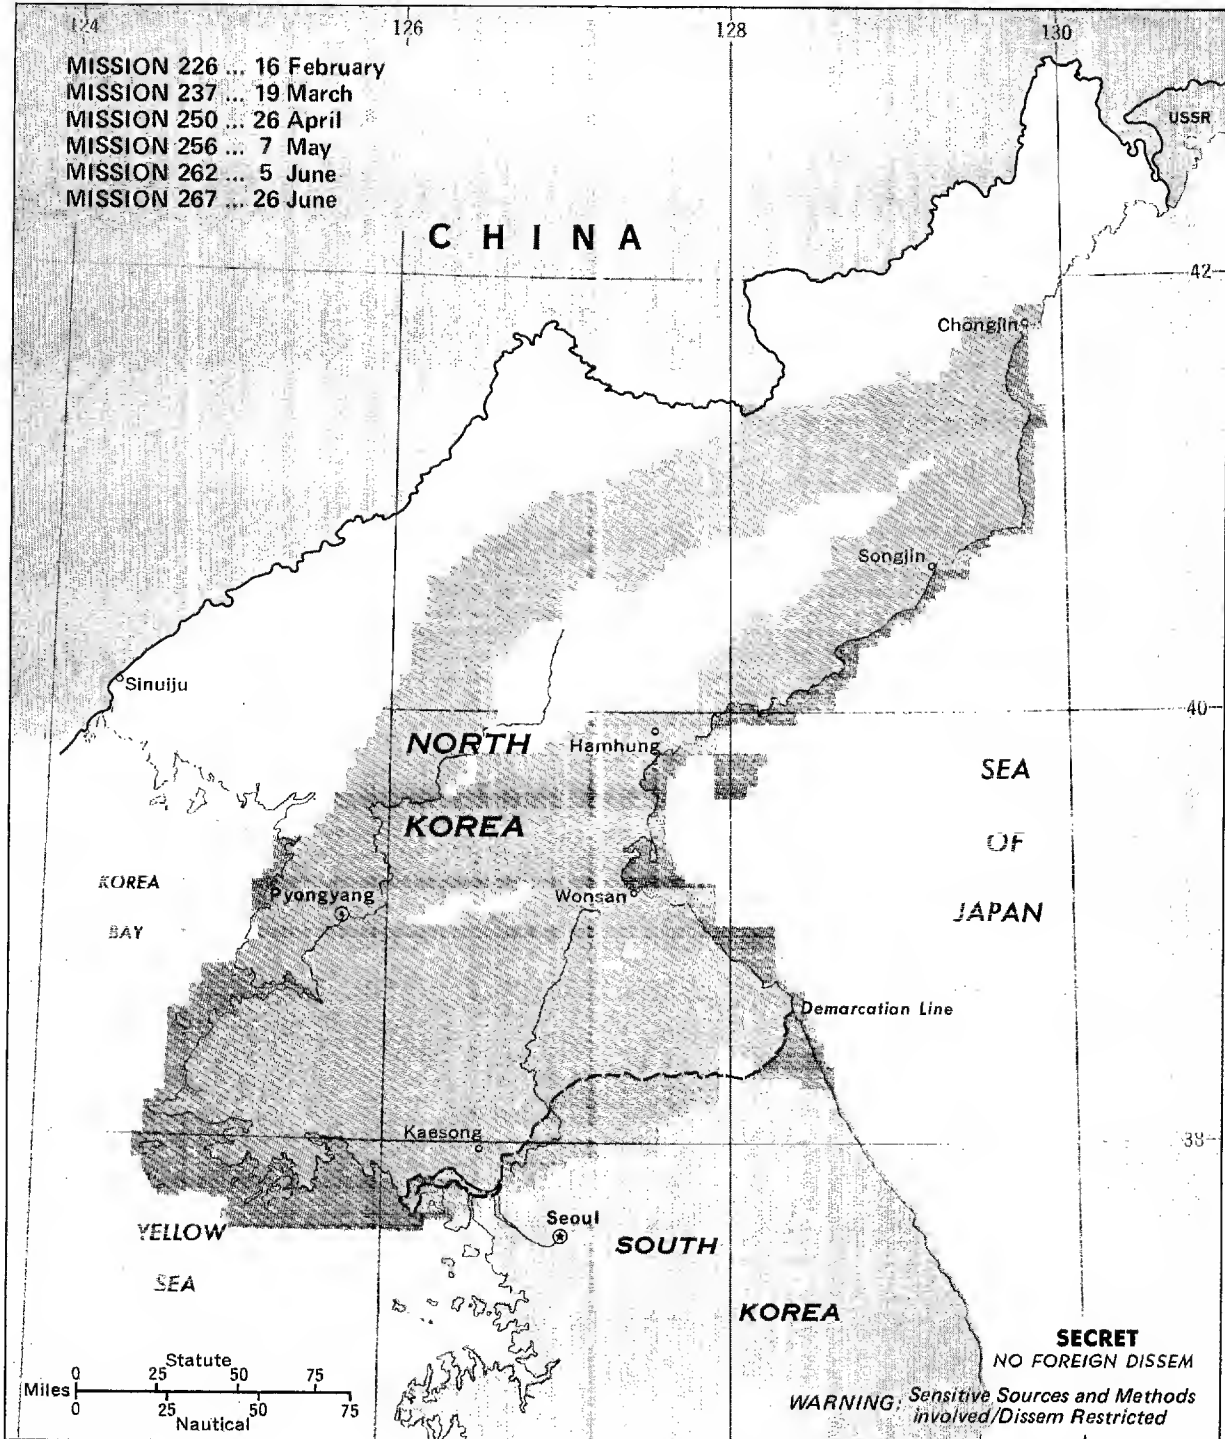 124 126 128 130
MISSION 226 ... 16 February
MISSION 237 ... 19 March
MISSION 250 ... 26 April
MISSION 256 ... 7 May
MISSION 262 ... 5 June
MISSION 267 ... 26 June
USSR
CHINA
42
Chongjin
Songjin
Sinuiju
40
NORTH
Hamhung
SEA
KOREA
OF
KOREA
Pyongyang
Wonsan
JAPAN
BAY
Demarcation Line
Kaesong
38
Seoul
YELLOW
SOUTH
SEA
KOREA
SECRET
NO FOREIGN DISSEM
WARNING: Sensitive Sources and Methods
involved/Dissem Restricted
Statute
0 25 50 75
Miles
0 25 50 75
Nautical